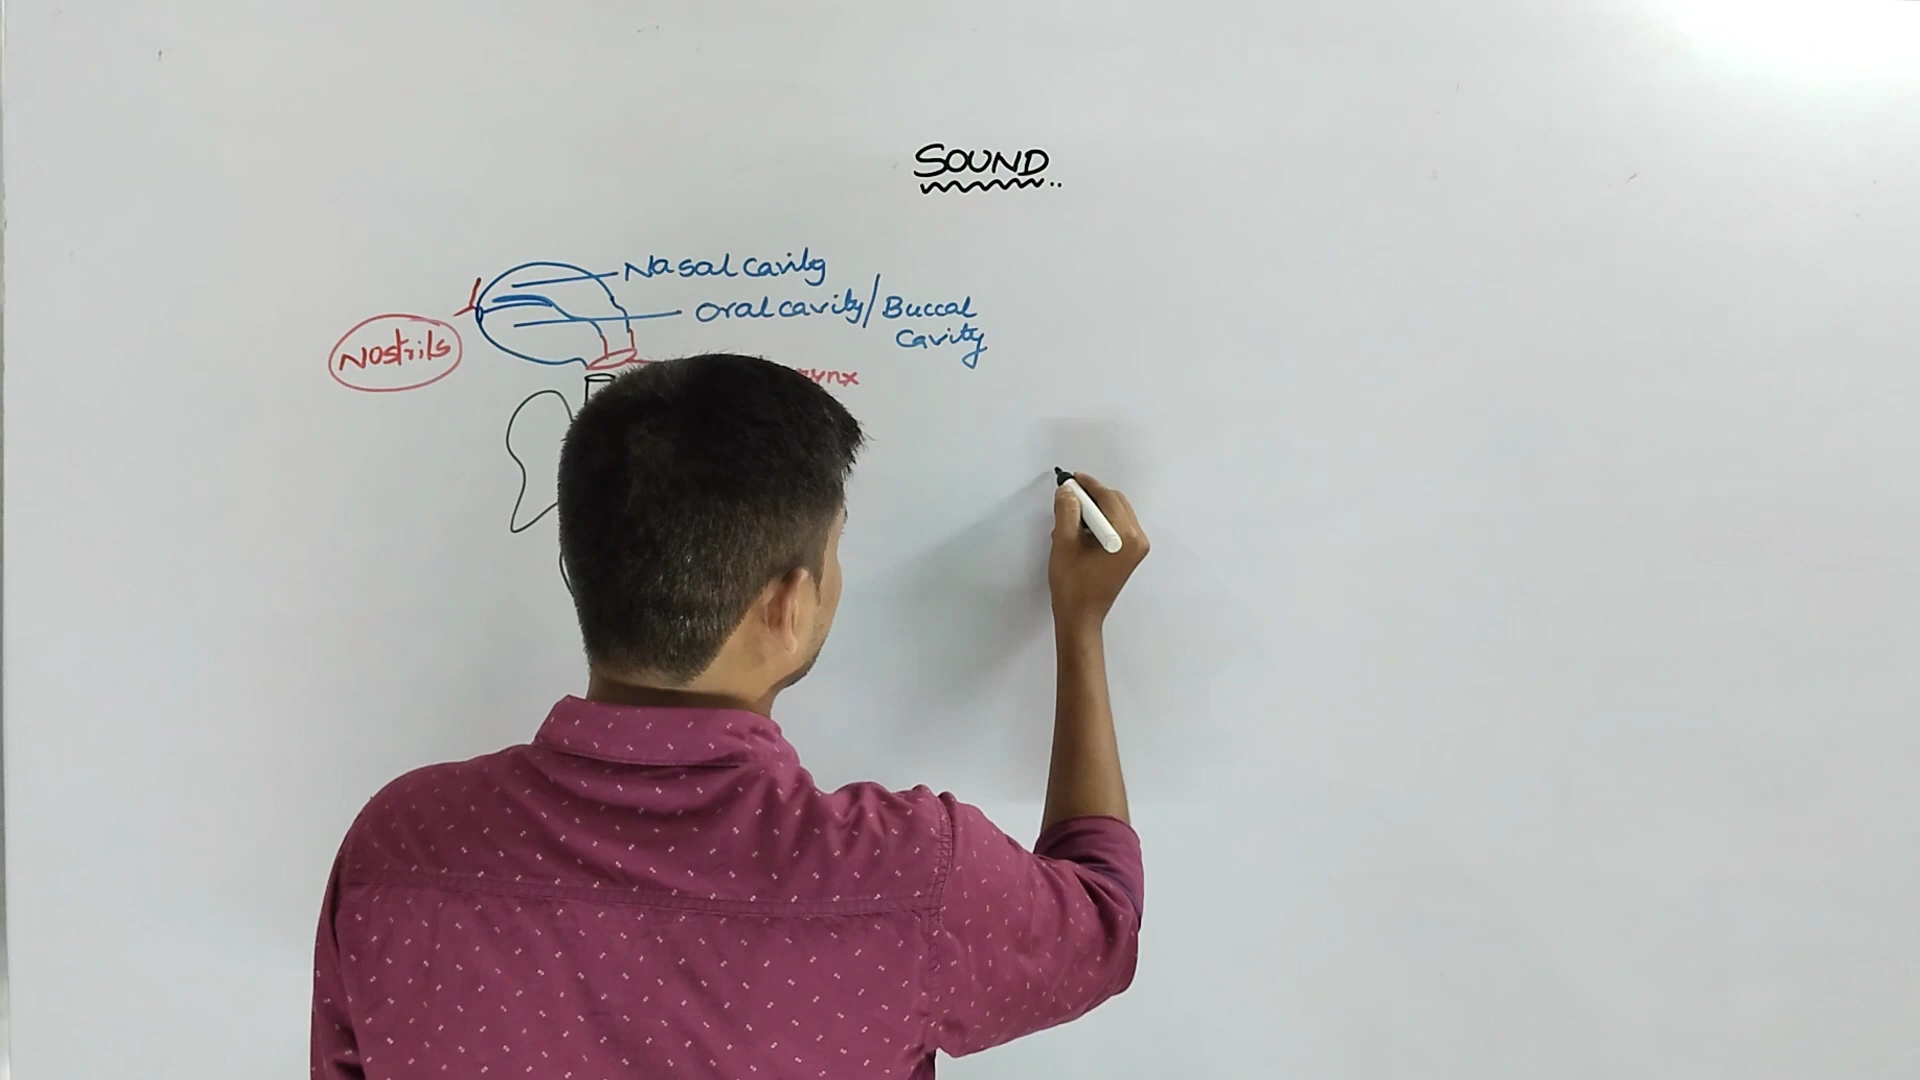 SOUND
Nasal cavity
Oral cavity/Buccal
Cavity
Nostrils